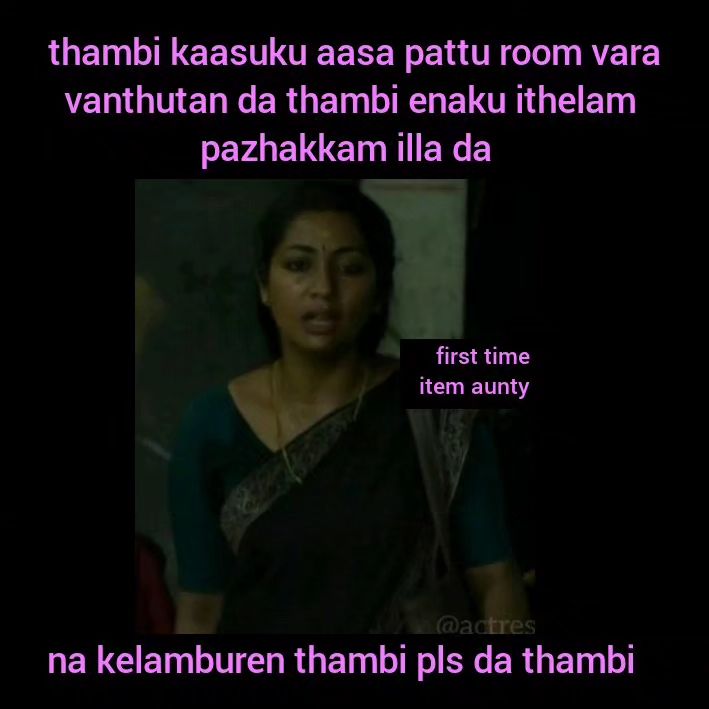 thambi kaasuku aasa pattu room vara
vanthutan da thambi enaku ithelam
pazhakkam illa da
first time
item aunty
@actres
na kelamburen thambi pls da thambi